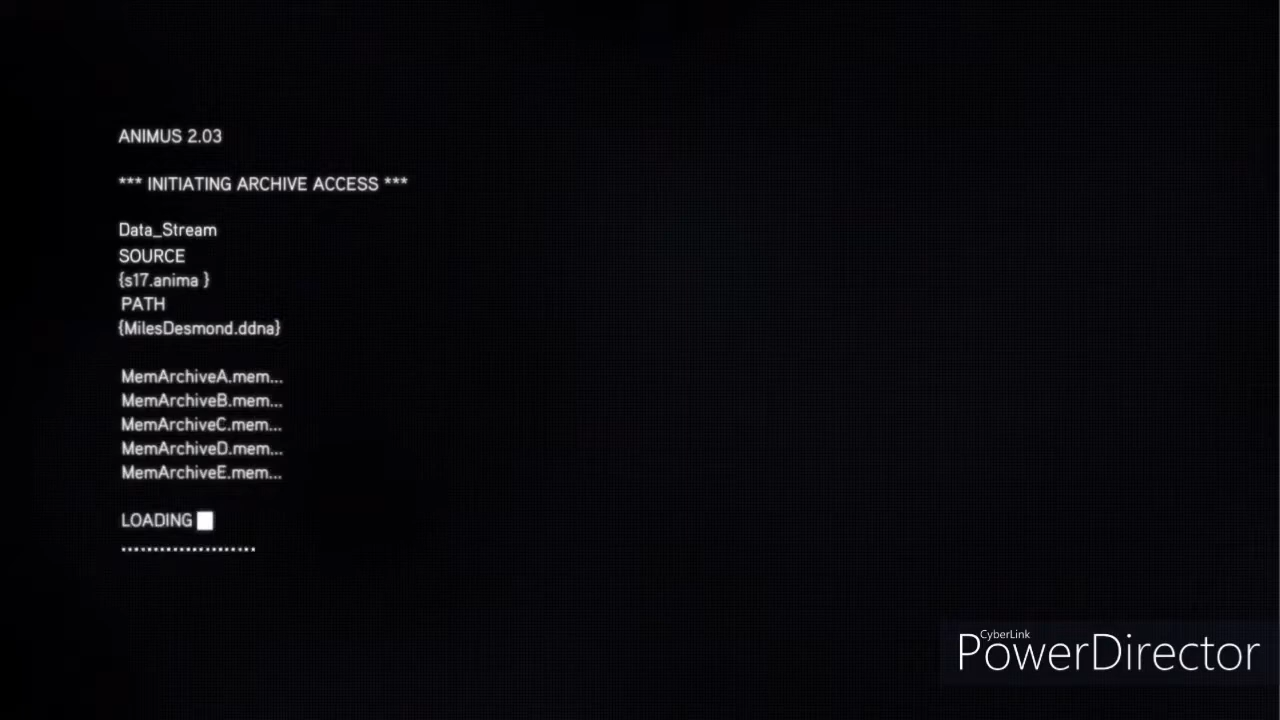 ANIMUS 2.03
*** INITIATING ARCHIVE ACCESS ***
Data_Stream
SOURCE
{s17.anima }
PATH
{MilesDesmond.ddna}
MemArchiveA.mem...
MemArchiveB.mem...
MemArchiveC.mem...
MemArchiveD.mem...
MemArchiveE.mem...
LOADING
.....................
CyberLink
PowerDirector